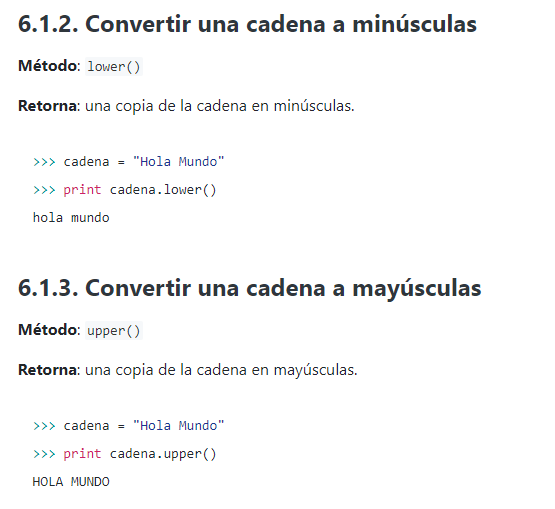 6.1.2. Convertir una cadena a minúsculas
Método: lower()
Retorna: una copia de la cadena en minúsculas.
>>> cadena = "Hola Mundo"
>>> print cadena.lower()
hola mundo
6.1.3. Convertir una cadena a mayúsculas
Método: upper()
Retorna: una copia de la cadena en mayúsculas.
>>> cadena = "Hola Mundo"
>>> print cadena.upper()
HOLA MUNDO